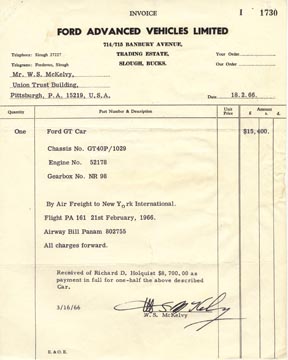 INVOICE
I 1730
FORD ADVANCED VEHICLES LIMITED
714/715 BANBURY AVENUE,
Telephone: Slough 27227
TRADING ESTATE,
Your Order
Telegrams: Fordavan, Slough
SLOUGH, BUCKS.
Our Order
Mr. W.S. McKelvy,
Union Trust Building,
Pittsburgh, P.A. 15219, U.S.A.
Date 18.2.66.
Quantity Part Number & Description Unit Price Amount
£ s. d.
One Ford GT Car $15,400.
Chassis No. GT40P/1029
Engine No. 52178
Gearbox No. NR 96
By Air Freight to New York International.
Flight PA 161 21st February, 1966.
Airway Bill Panam 802755
All charges forward.
Received of Richard D. Holquist $8,700.00 as
payment in full for one-half the above described
Car.
3/16/66 W S McKelvy
W.S. McKelvy
E. & O. E.